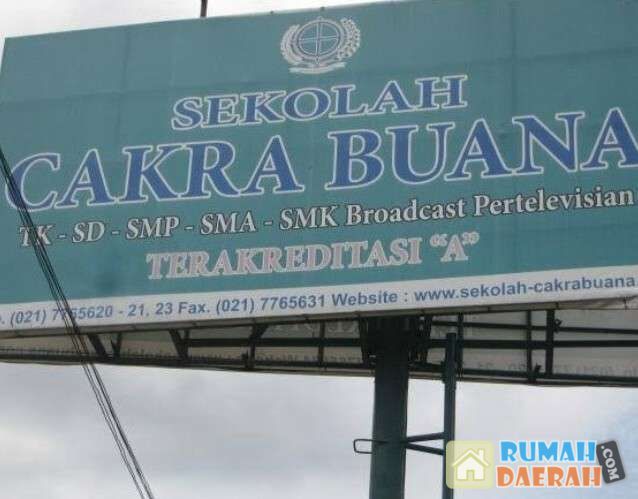 SEKOLAH
CAKRA BUANA
TK - SD - SMP - SMA - SMK Broadcast Pertelevisian
TERAKREDITASI "A"
. (021) 7765620 - 21, 23 Fax. (021) 7765631 Website : www.sekolah-cakrabuana.
RUMAH
DAERAH
.COM